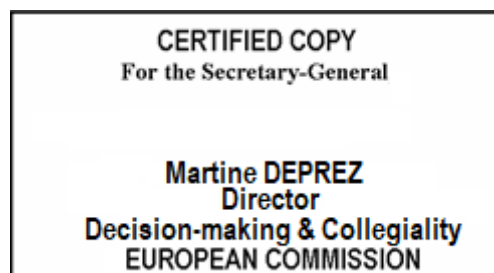 CERTIFIED COPY
For the Secretary-General
Martine DEPREZ
Director
Decision-making & Collegiality
EUROPEAN COMMISSION